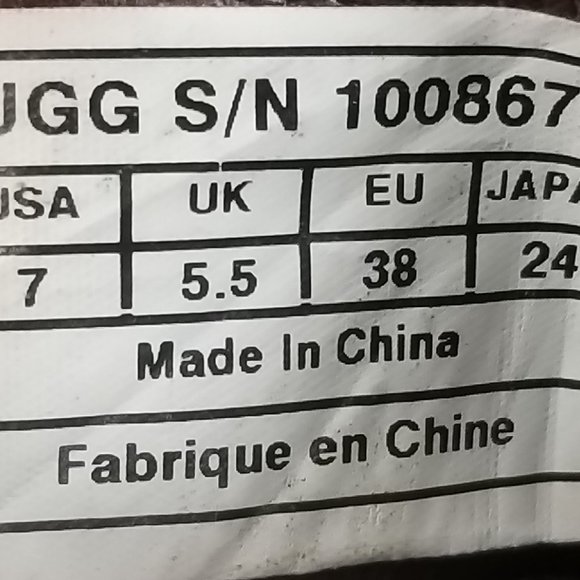 UGG S/N 100867
USA UK EU JAPA
7 5.5 38 24
Made In China
Fabrique en Chine